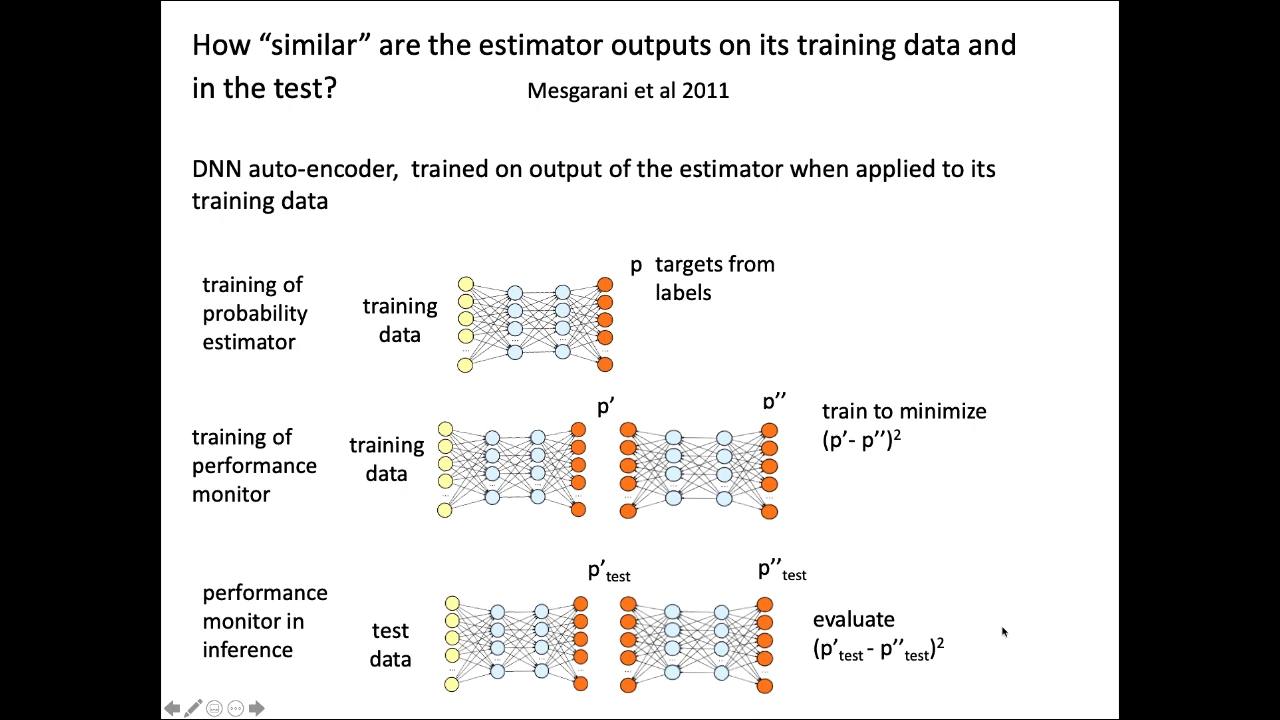 How “similar” are the estimator outputs on its training data and
in the test?
Mesgarani et al 2011
DNN auto-encoder, trained on output of the estimator when applied to its
training data
training of
probability
estimator
training
data
p targets from
labels
training of
performance
monitor
training
data
p’
p’’
train to minimize
(p’- p’’)²
performance
monitor in
inference
test
data
p’test
p’’test
evaluate
(p’test - p’’test)²